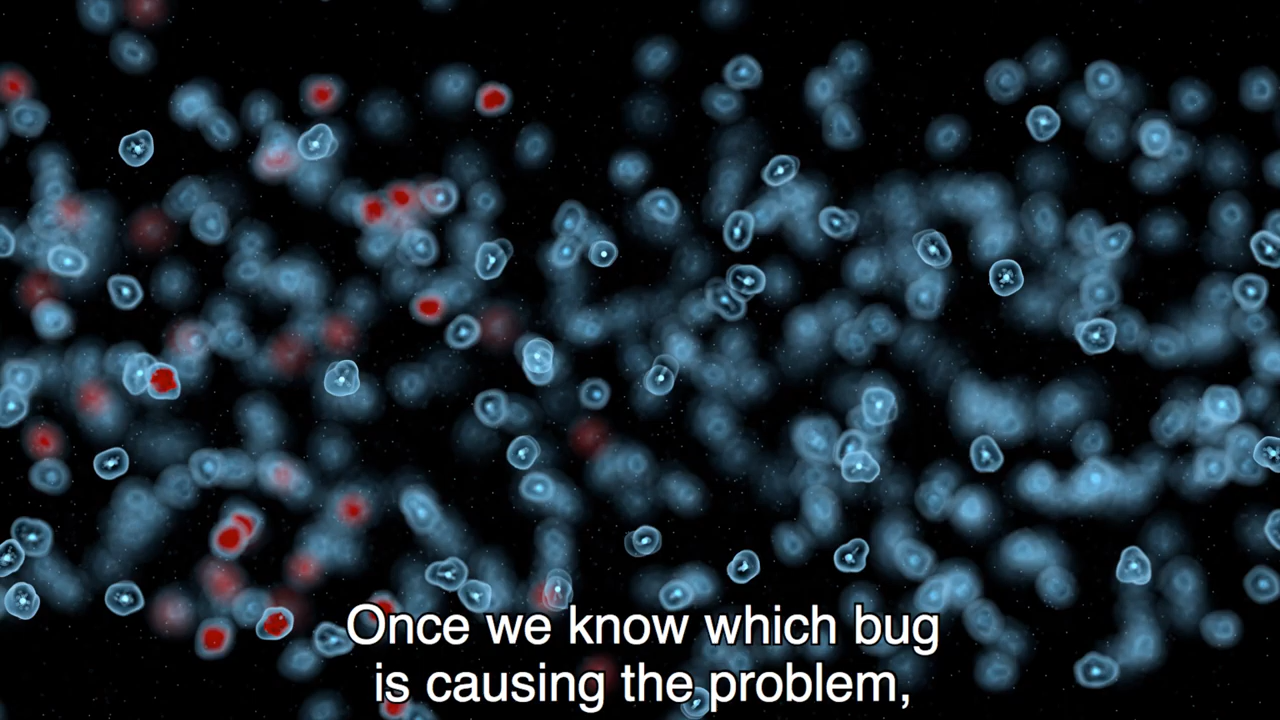 Once we know which bug
is causing the problem,